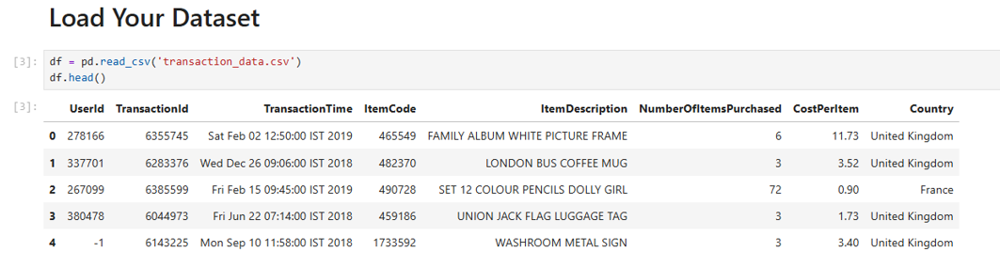 Load Your Dataset
[3]: df = pd.read_csv('transaction_data.csv')
df.head()
[3]: UserId TransactionId TransactionTime ItemCode ItemDescription NumberOfItemsPurchased CostPerItem Country
0 278166 6355745 Sat Feb 02 12:50:00 IST 2019 465549 FAMILY ALBUM WHITE PICTURE FRAME 6 11.73 United Kingdom
1 337701 6283376 Wed Dec 26 09:06:00 IST 2018 482370 LONDON BUS COFFEE MUG 3 3.52 United Kingdom
2 267099 6385599 Fri Feb 15 09:45:00 IST 2019 490728 SET 12 COLOUR PENCILS DOLLY GIRL 72 0.90 France
3 380478 6044973 Fri Jun 22 07:14:00 IST 2018 459186 UNION JACK FLAG LUGGAGE TAG 3 1.73 United Kingdom
4 -1 6143225 Mon Sep 10 11:58:00 IST 2018 1733592 WASHROOM METAL SIGN 3 3.40 United Kingdom